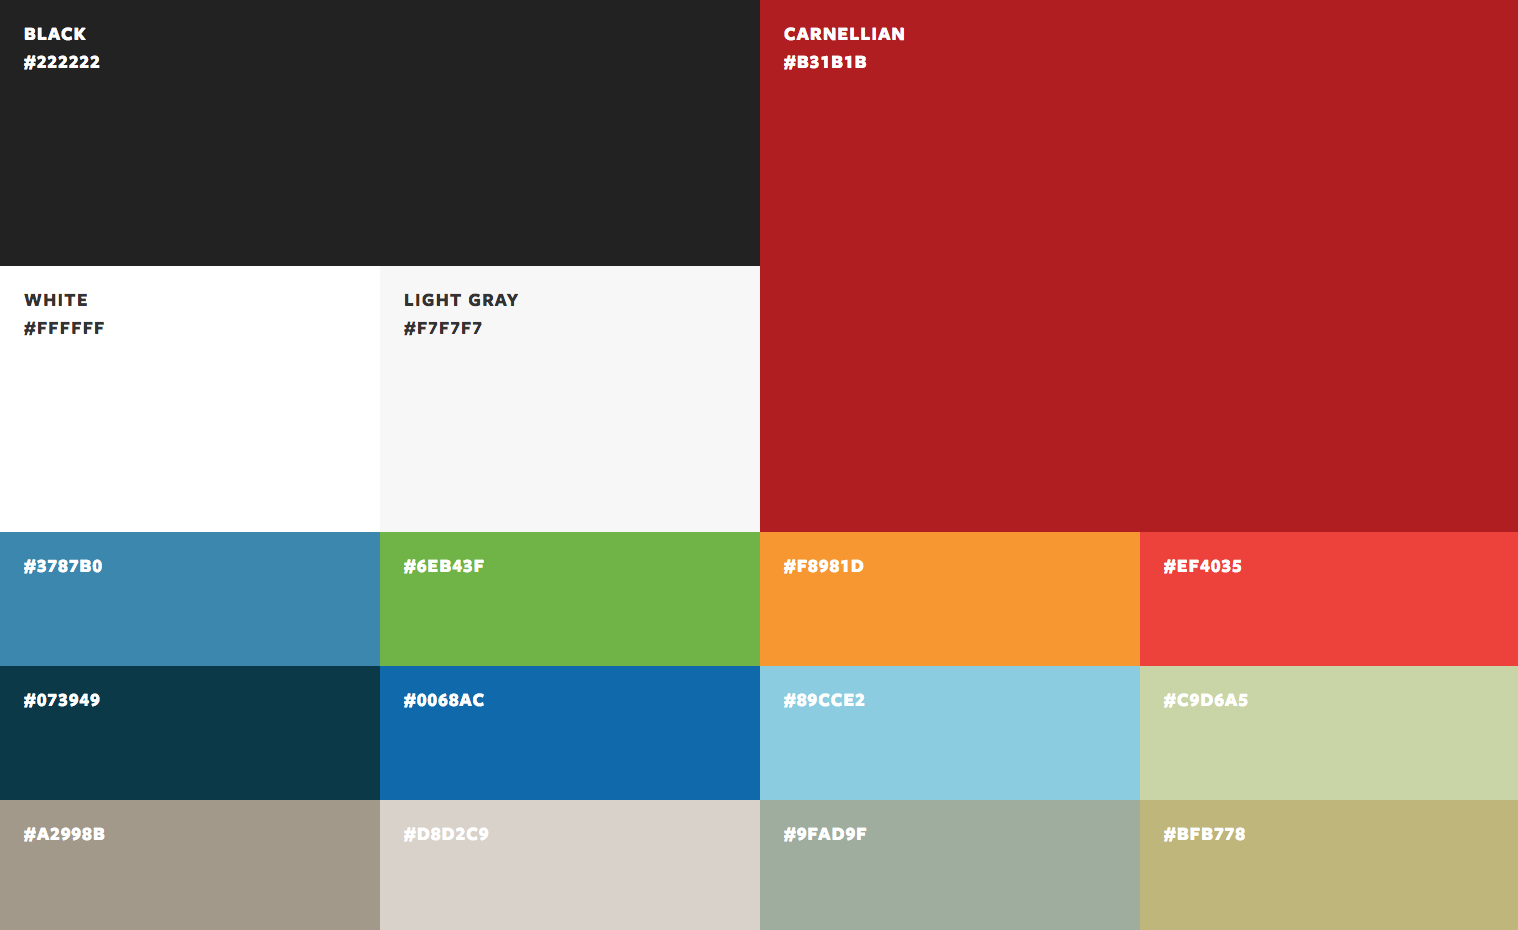 BLACK
#222222
CARNELLIAN
#B31B1B
WHITE
#FFFFFF
LIGHT GRAY
#F7F7F7
#3787B0
#6EB43F
#F8981D
#EF4035
#073949
#0068AC
#89CCE2
#C9D6A5
#A2998B
#D8D2C9
#9FAD9F
#BFB778